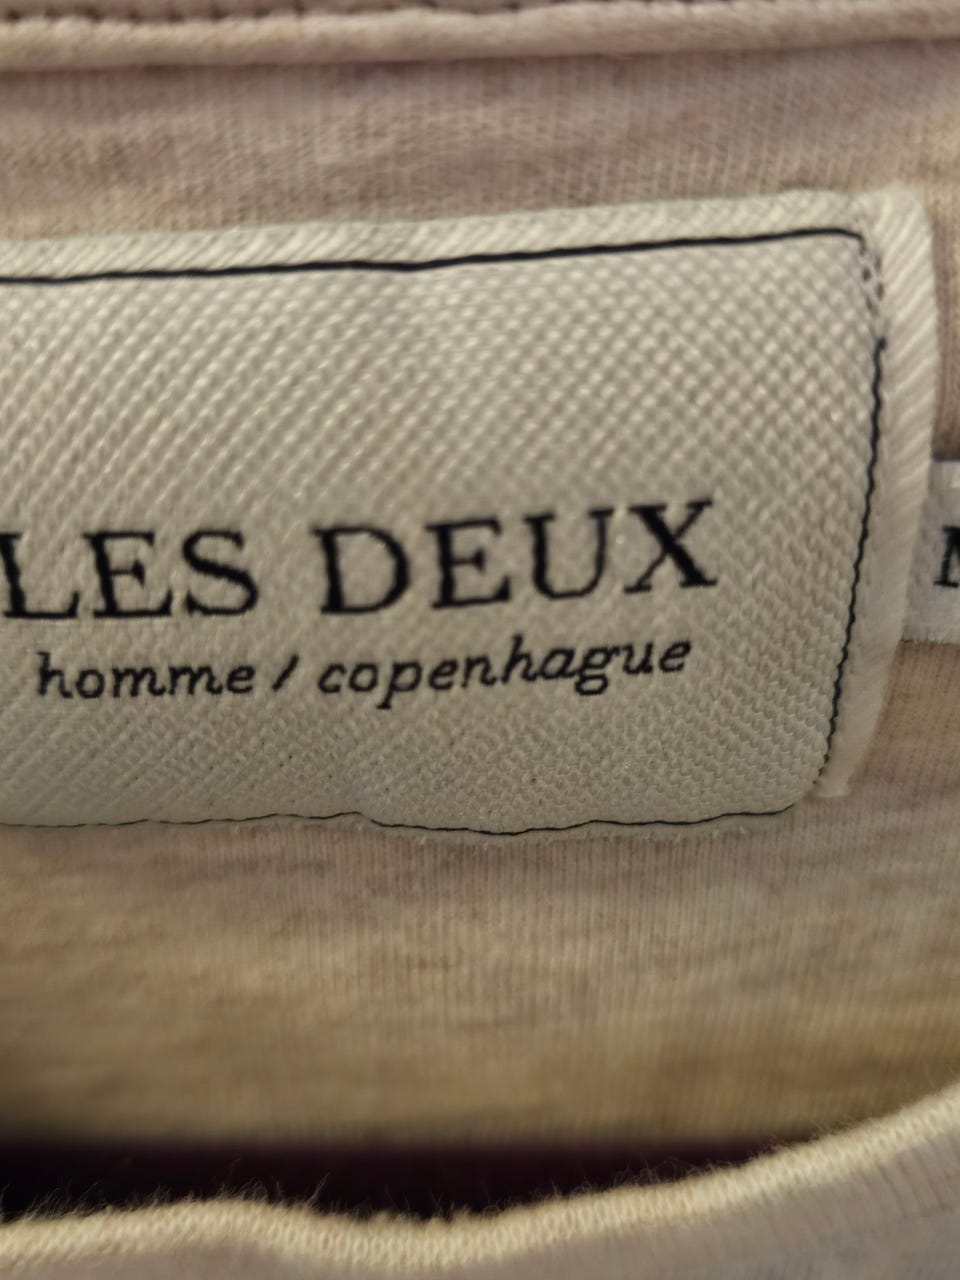 LES DEUX
homme / copenhague